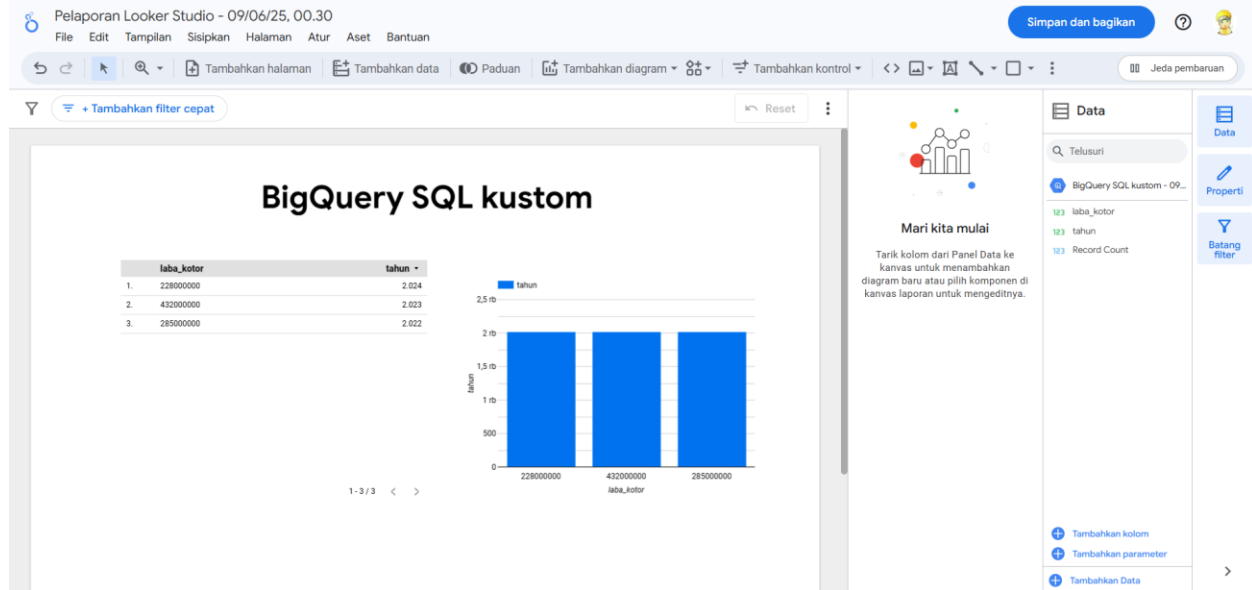 Pelaporan Looker Studio - 09/06/25, 00.30
File Edit Tampilan Sisipkan Halaman Atur Aset Bantuan
Simpan dan bagikan
Tambahkan halaman Tambahkan data Paduan Tambahkan diagram Tambahkan kontrol Jeda pembaruan
+ Tambahkan filter cepat Reset
BigQuery SQL kustom
laba_kotor tahun
1. 228000000 2.024
2. 432000000 2.023
3. 285000000 2.022
1 - 3 / 3
tahun
2,5 rb
2 rb
1,5 rb
1 rb
500
0
tahun
228000000 432000000 285000000
laba_kotor
Mari kita mulai
Tarik kolom dari Panel Data ke
kanvas untuk menambahkan
diagram baru atau pilih komponen di
kanvas laporan untuk mengeditnya.
Data
Telusuri
BigQuery SQL kustom - 09...
123 laba_kotor
123 tahun
123 Record Count
Tambahkan kolom
Tambahkan parameter
Tambahkan Data
Data
Properti
Batang
filter